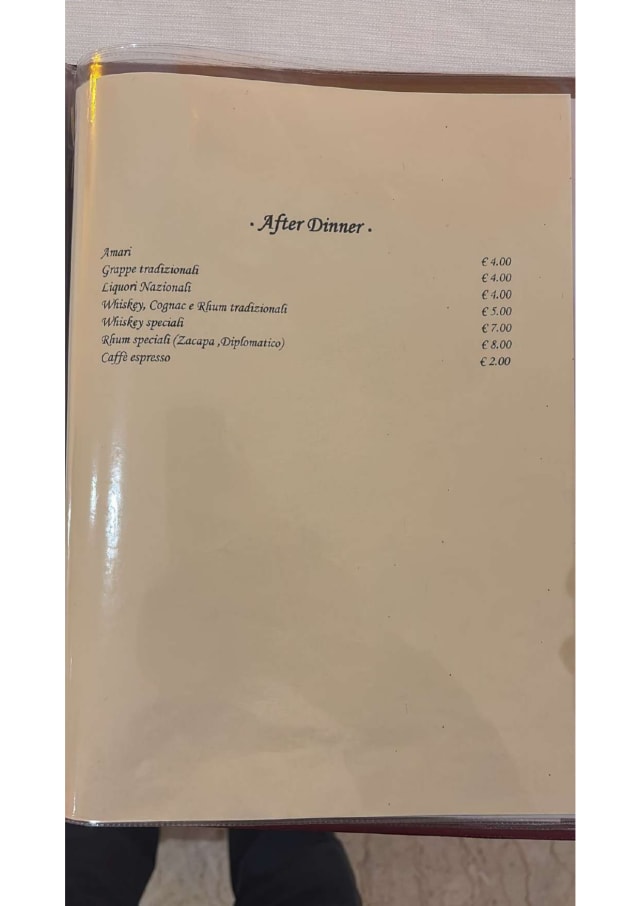 · After Dinner ·
Amari € 4.00
Grappe tradizionali € 4.00
Liquori Nazionali € 4.00
Whiskey, Cognac e Rhum tradizionali € 5.00
Whiskey speciali € 7.00
Rhum speciali (Zacapa ,Diplomatico) € 8.00
Caffè espresso € 2.00